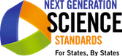 NEXT GENERATION
SCIENCE
STANDARDS
For States, By States